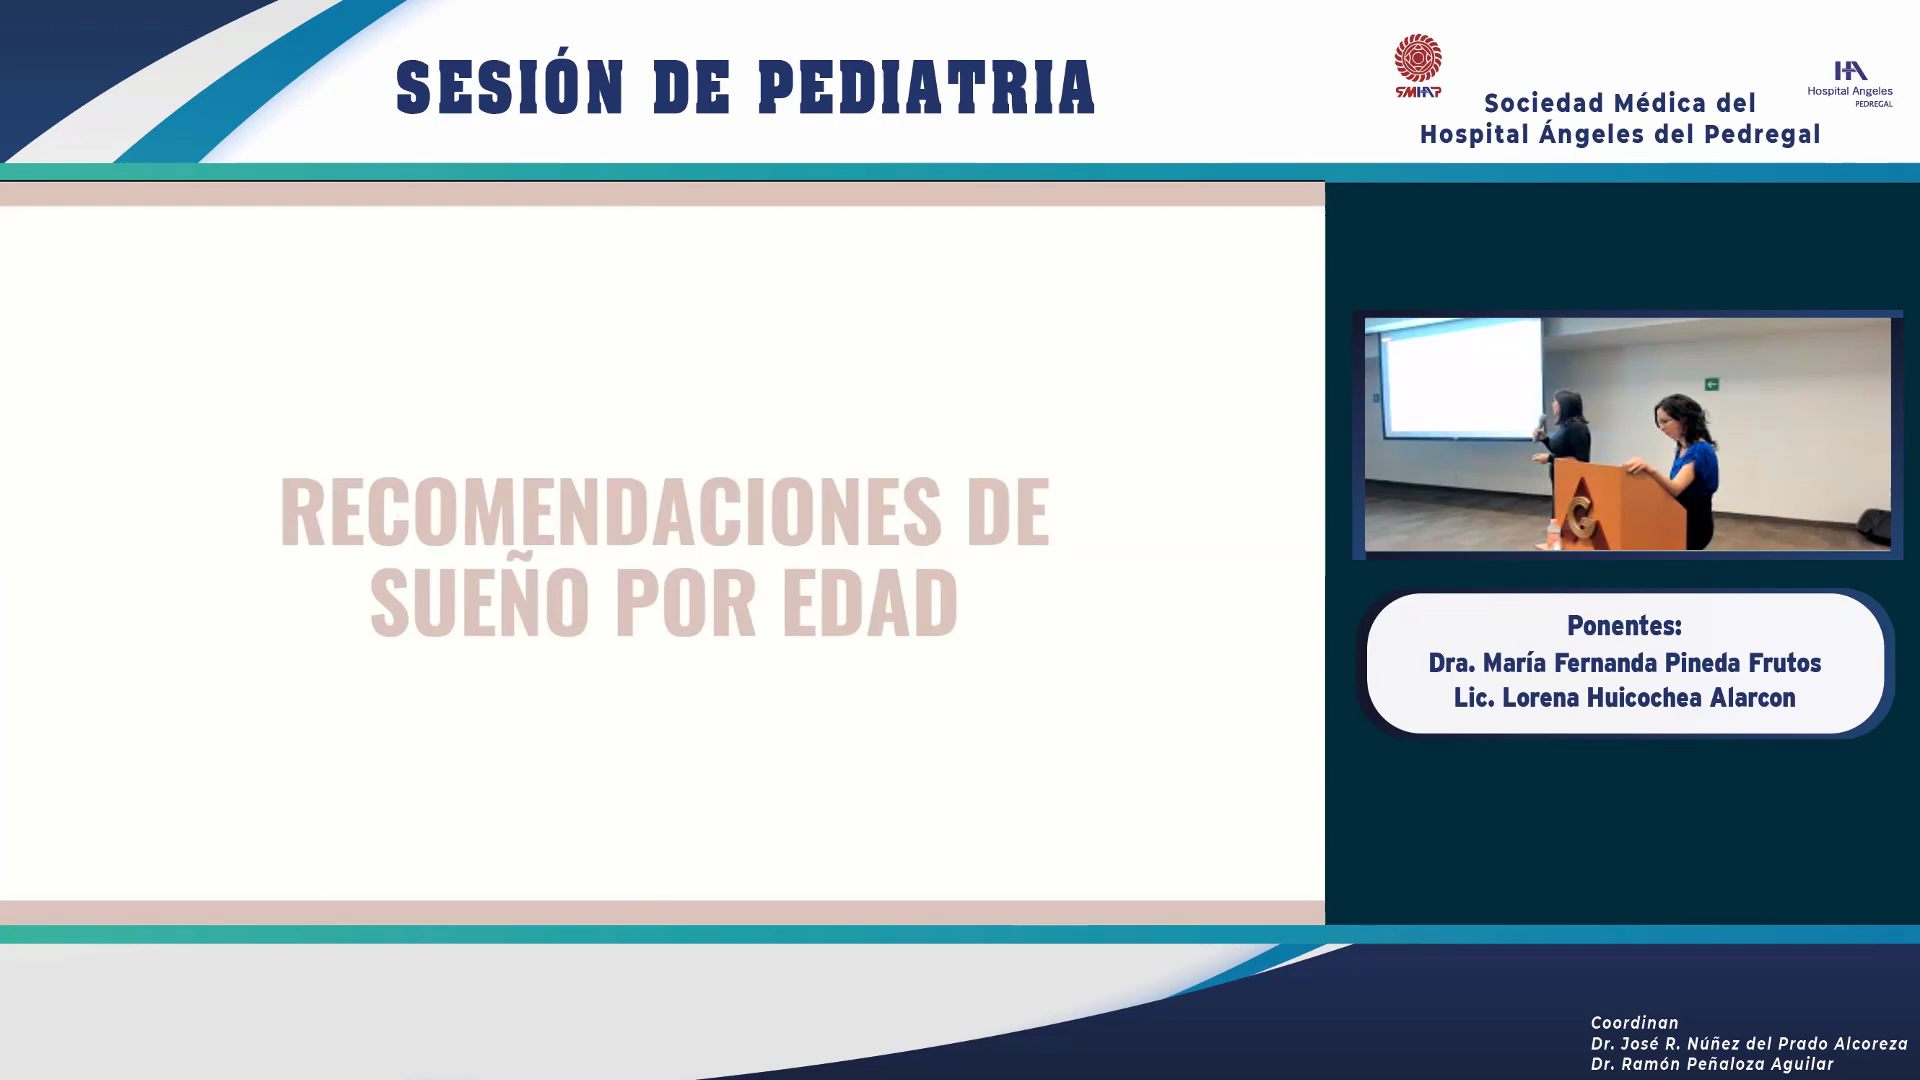 SESIÓN DE PEDIATRIA
SMHAP
Sociedad Médica del
Hospital Ángeles del Pedregal
HA
Hospital Angeles
PEDREGAL
RECOMENDACIONES DE
SUEÑO POR EDAD
Ponentes:
Dra. María Fernanda Pineda Frutos
Lic. Lorena Huicochea Alarcon
Coordinan
Dr. José R. Núñez del Prado Alcoreza
Dr. Ramón Peñaloza Aguilar